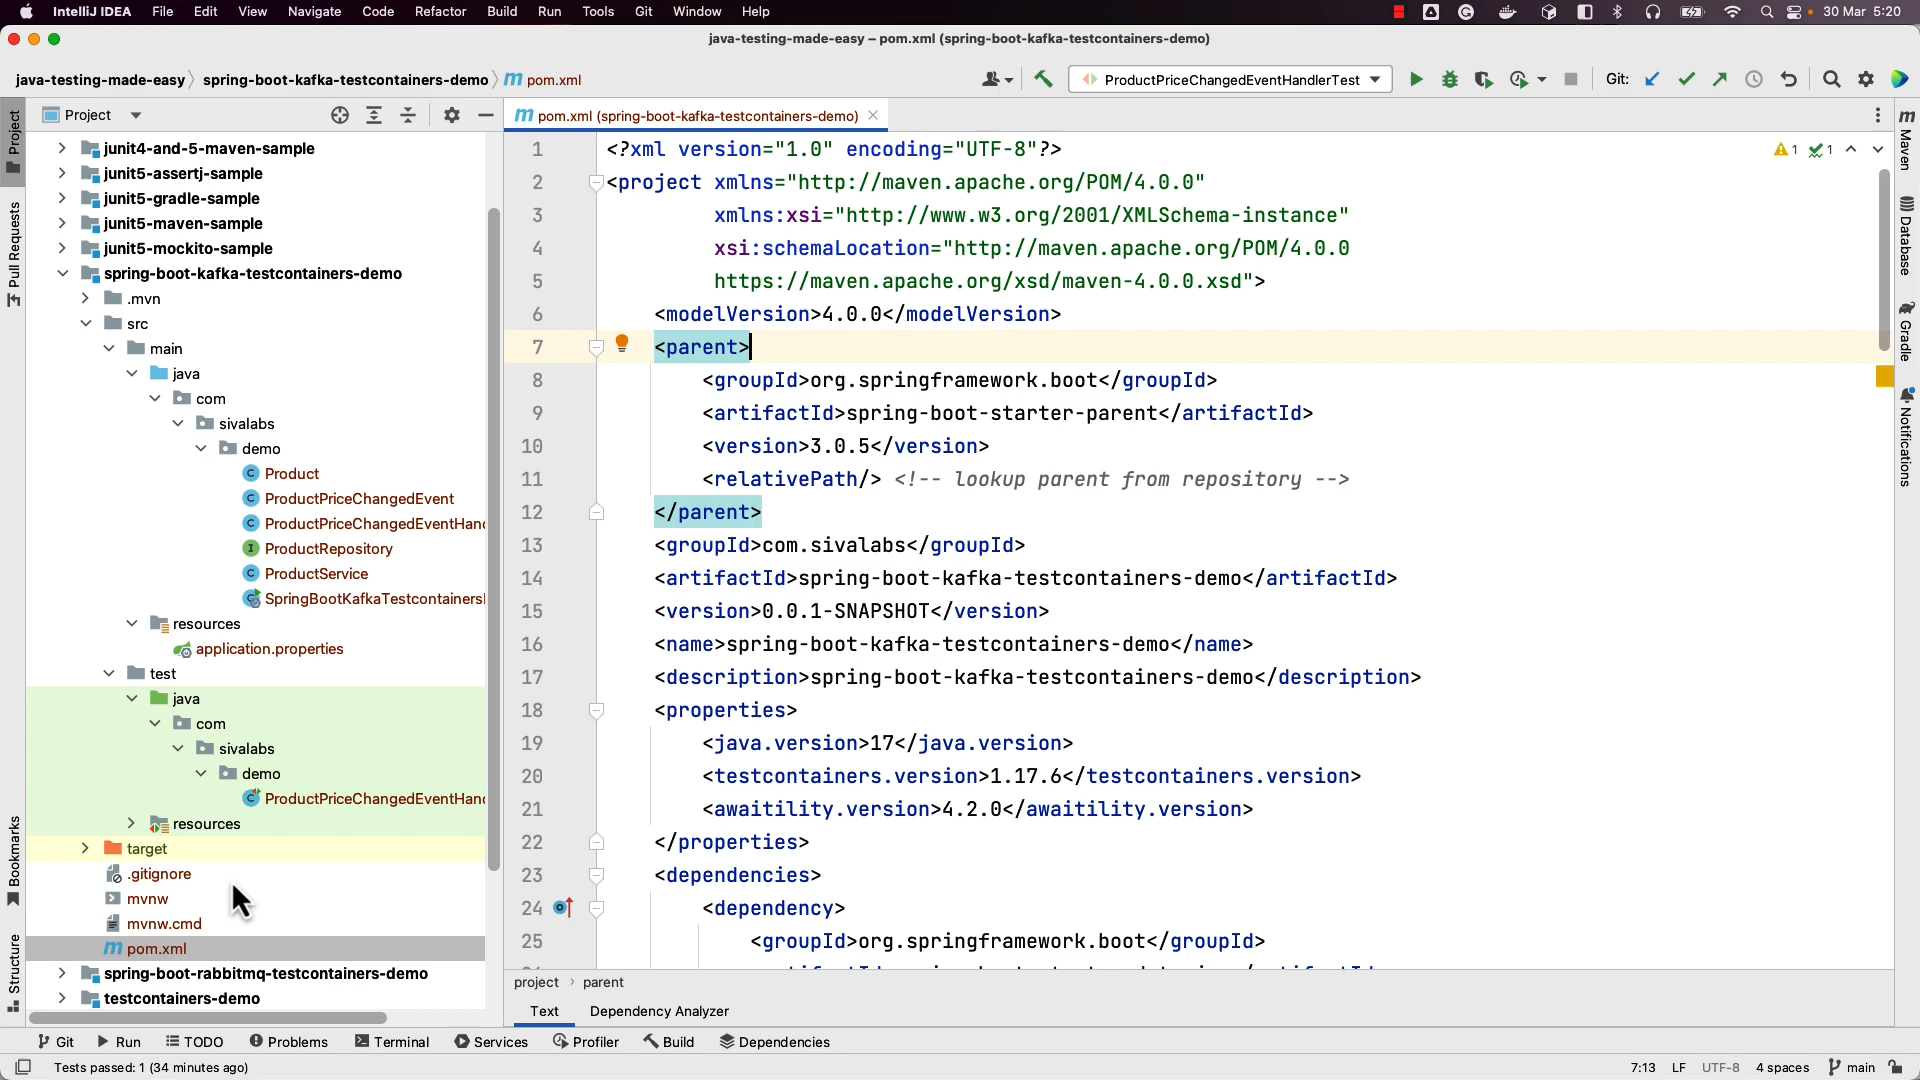 IntelliJ IDEA File Edit View Navigate Code Refactor Build Run Tools Git Window Help 30 Mar 5:20
java-testing-made-easy – pom.xml (spring-boot-kafka-testcontainers-demo)
java-testing-made-easy spring-boot-kafka-testcontainers-demo m pom.xml ProductPriceChangedEventHandlerTest Git:
Project
m pom.xml (spring-boot-kafka-testcontainers-demo)
Project
Pull Requests
Bookmarks
Structure
junit4-and-5-maven-sample
junit5-assertj-sample
junit5-gradle-sample
junit5-maven-sample
junit5-mockito-sample
spring-boot-kafka-testcontainers-demo
.mvn
src
main
java
com
sivalabs
demo
Product
ProductPriceChangedEvent
ProductPriceChangedEventHand
ProductRepository
ProductService
SpringBootKafkaTestcontainersI
resources
application.properties
test
java
com
sivalabs
demo
ProductPriceChangedEventHand
resources
target
.gitignore
mvnw
mvnw.cmd
m pom.xml
spring-boot-rabbitmq-testcontainers-demo
testcontainers-demo
1 <?xml version="1.0" encoding="UTF-8"?>
2 <project xmlns="http://maven.apache.org/POM/4.0.0"
3 xmlns:xsi="http://www.w3.org/2001/XMLSchema-instance"
4 xsi:schemaLocation="http://maven.apache.org/POM/4.0.0
5 https://maven.apache.org/xsd/maven-4.0.0.xsd">
6 <modelVersion>4.0.0</modelVersion>
7 <parent>
8 <groupId>org.springframework.boot</groupId>
9 <artifactId>spring-boot-starter-parent</artifactId>
10 <version>3.0.5</version>
11 <relativePath/> <!-- lookup parent from repository -->
12 </parent>
13 <groupId>com.sivalabs</groupId>
14 <artifactId>spring-boot-kafka-testcontainers-demo</artifactId>
15 <version>0.0.1-SNAPSHOT</version>
16 <name>spring-boot-kafka-testcontainers-demo</name>
17 <description>spring-boot-kafka-testcontainers-demo</description>
18 <properties>
19 <java.version>17</java.version>
20 <testcontainers.version>1.17.6</testcontainers.version>
21 <awaitility.version>4.2.0</awaitility.version>
22 </properties>
23 <dependencies>
24 <dependency>
25 <groupId>org.springframework.boot</groupId>
1 1
m Maven
Database
Gradle
Notifications
project parent
Text Dependency Analyzer
Git Run TODO Problems Terminal Services Profiler Build Dependencies
Tests passed: 1 (34 minutes ago) 7:13 LF UTF-8 4 spaces main